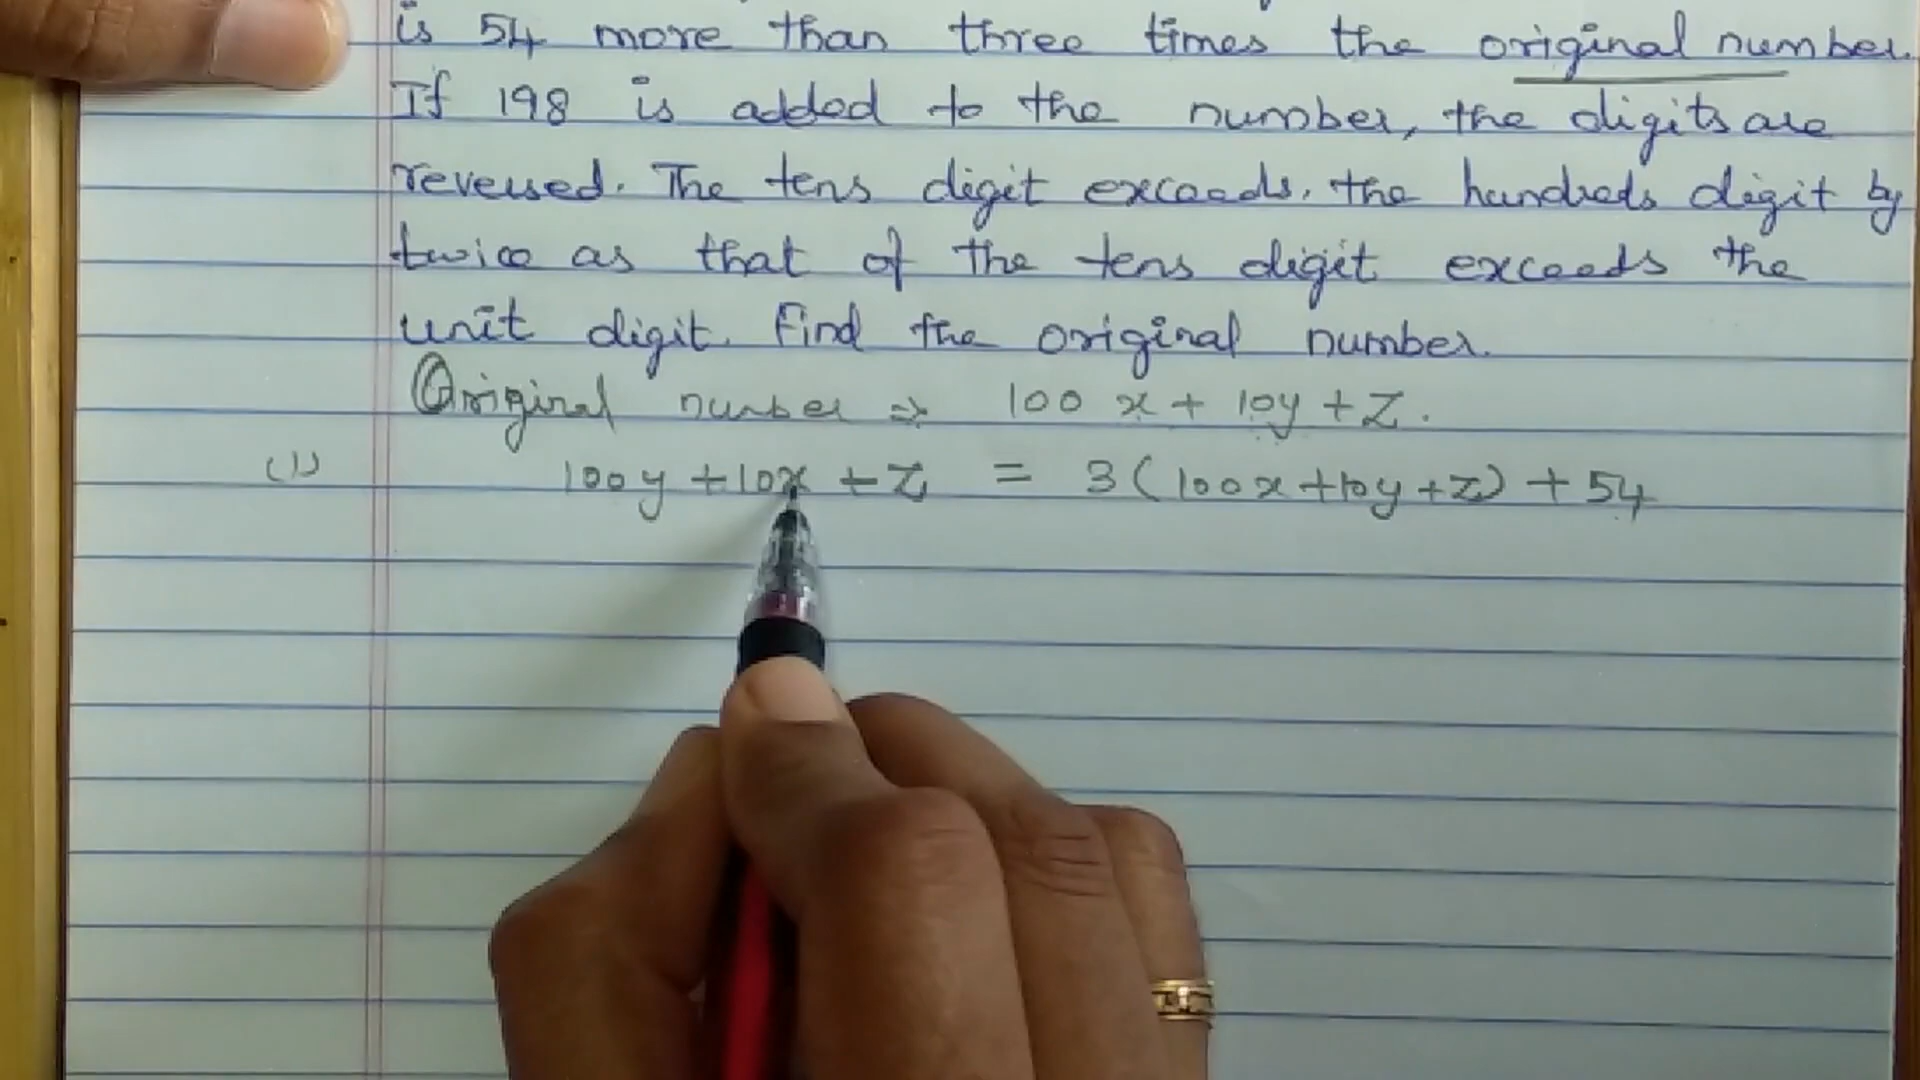 is 54 more than three times the original number.
If 198 is added to the number, the digits are
reversed. The tens digit exceeds. the hundreds digit by
twice as that of the tens digit exceeds the
unit digit. Find the original number.
Original number ⇒ 100 x + 10y + Z.
(1) 100y + 10x + Z = 3 (100x + 10y + z) + 54